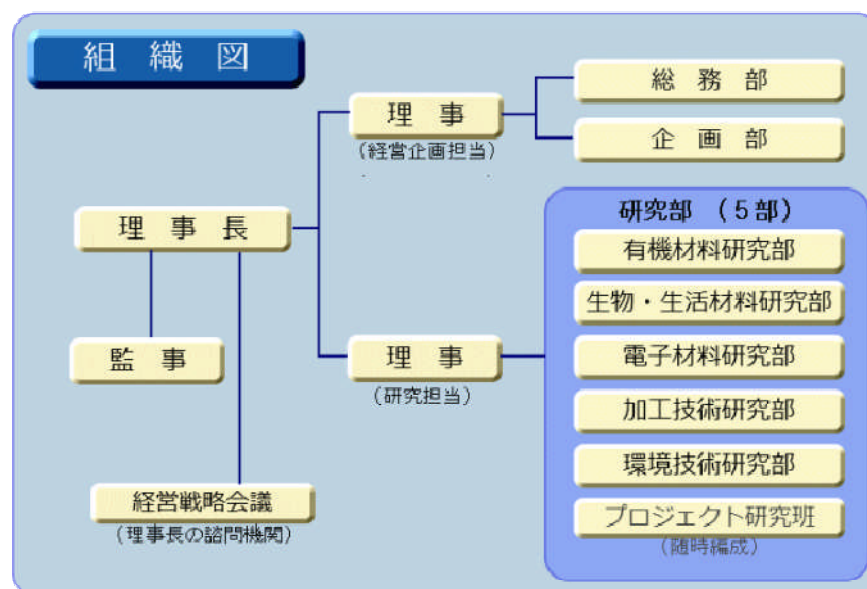 組織図
理事
(経営企画担当)
総務部
企画部
理事長
監事
経営戦略会議
(理事長の諮問機関)
理事
(研究担当)
研究部 (5部)
有機材料研究部
生物・生活材料研究部
電子材料研究部
加工技術研究部
環境技術研究部
プロジェクト研究班
(随時編成)